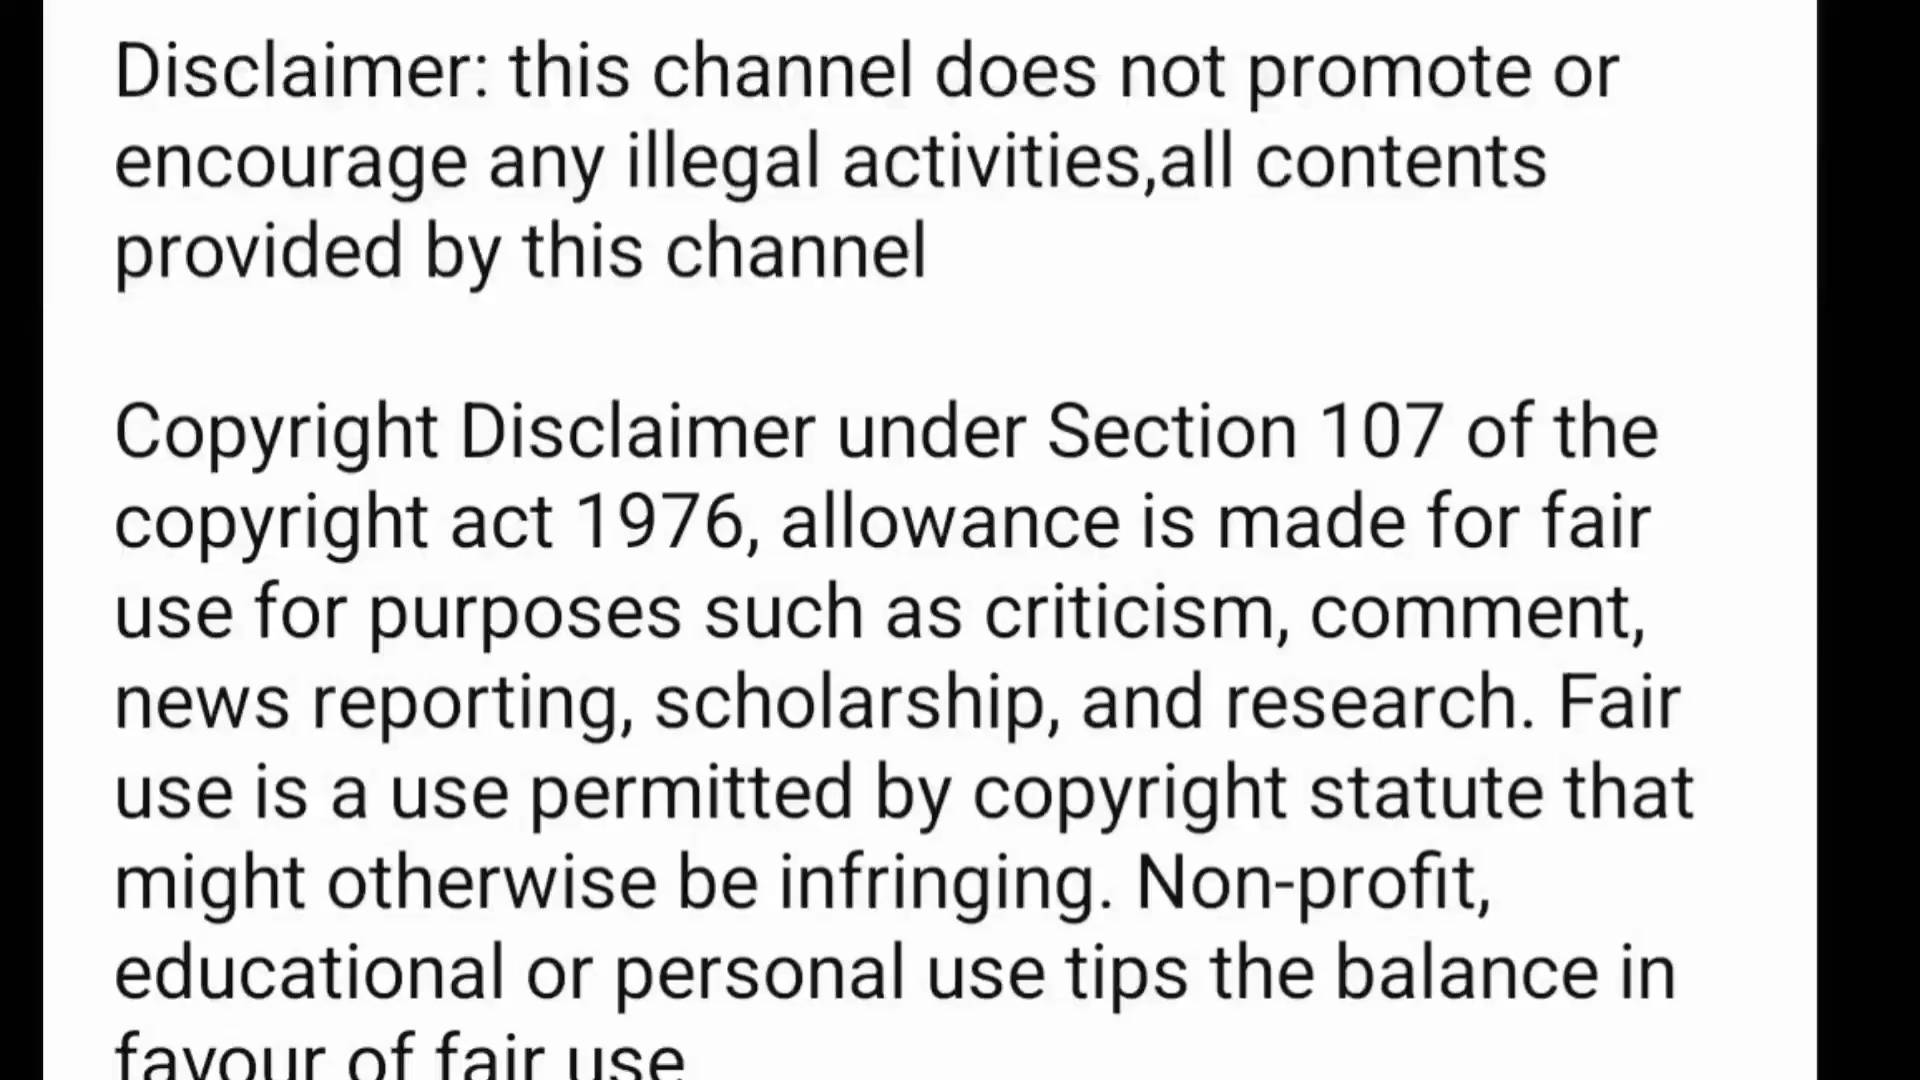 Disclaimer: this channel does not promote or
encourage any illegal activities,all contents
provided by this channel
Copyright Disclaimer under Section 107 of the
copyright act 1976, allowance is made for fair
use for purposes such as criticism, comment,
news reporting, scholarship, and research. Fair
use is a use permitted by copyright statute that
might otherwise be infringing. Non-profit,
educational or personal use tips the balance in
favour of fair use